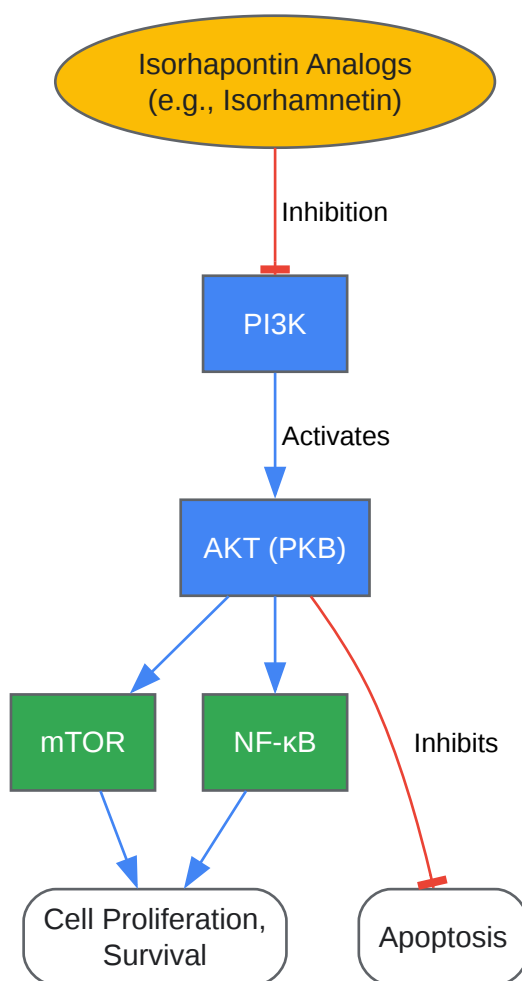 Isorhapontin Analogs
(e.g., Isorhamnetin)
Inhibition
PI3K
Activates
AKT (PKB)
mTOR
NF-κB
Inhibits
Cell Proliferation,
Survival
Apoptosis